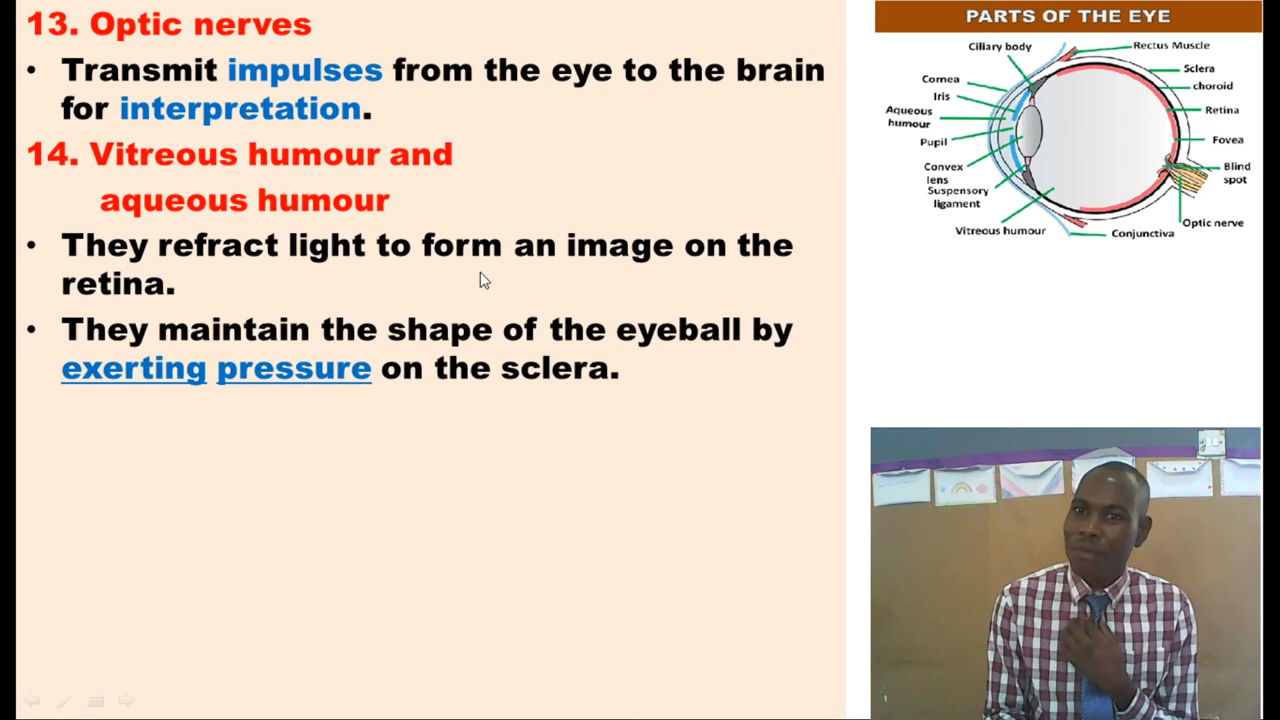 13. Optic nerves
• Transmit impulses from the eye to the brain
for interpretation.
14. Vitreous humour and
aqueous humour
• They refract light to form an image on the
retina.
• They maintain the shape of the eyeball by
exerting pressure on the sclera.
PARTS OF THE EYE
Ciliary body
Rectus Muscle
Sclera
Cornea
choroid
Iris
Retina
Aqueous
humour
Pupil
Fovea
Convex
lens
Blind
spot
Suspensory
ligament
Optic nerve
Vitreous humour
Conjunctiva